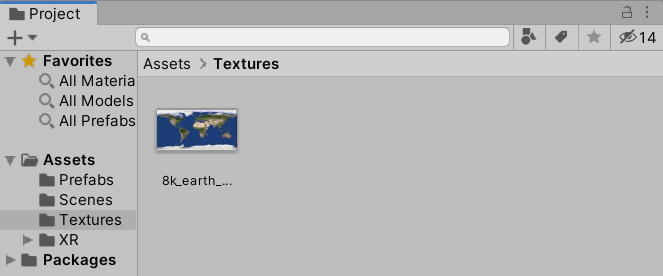 Project
14
Favorites
All Materia
All Models
All Prefabs
Assets
Prefabs
Scenes
Textures
XR
Packages
Assets > Textures
8k_earth_...